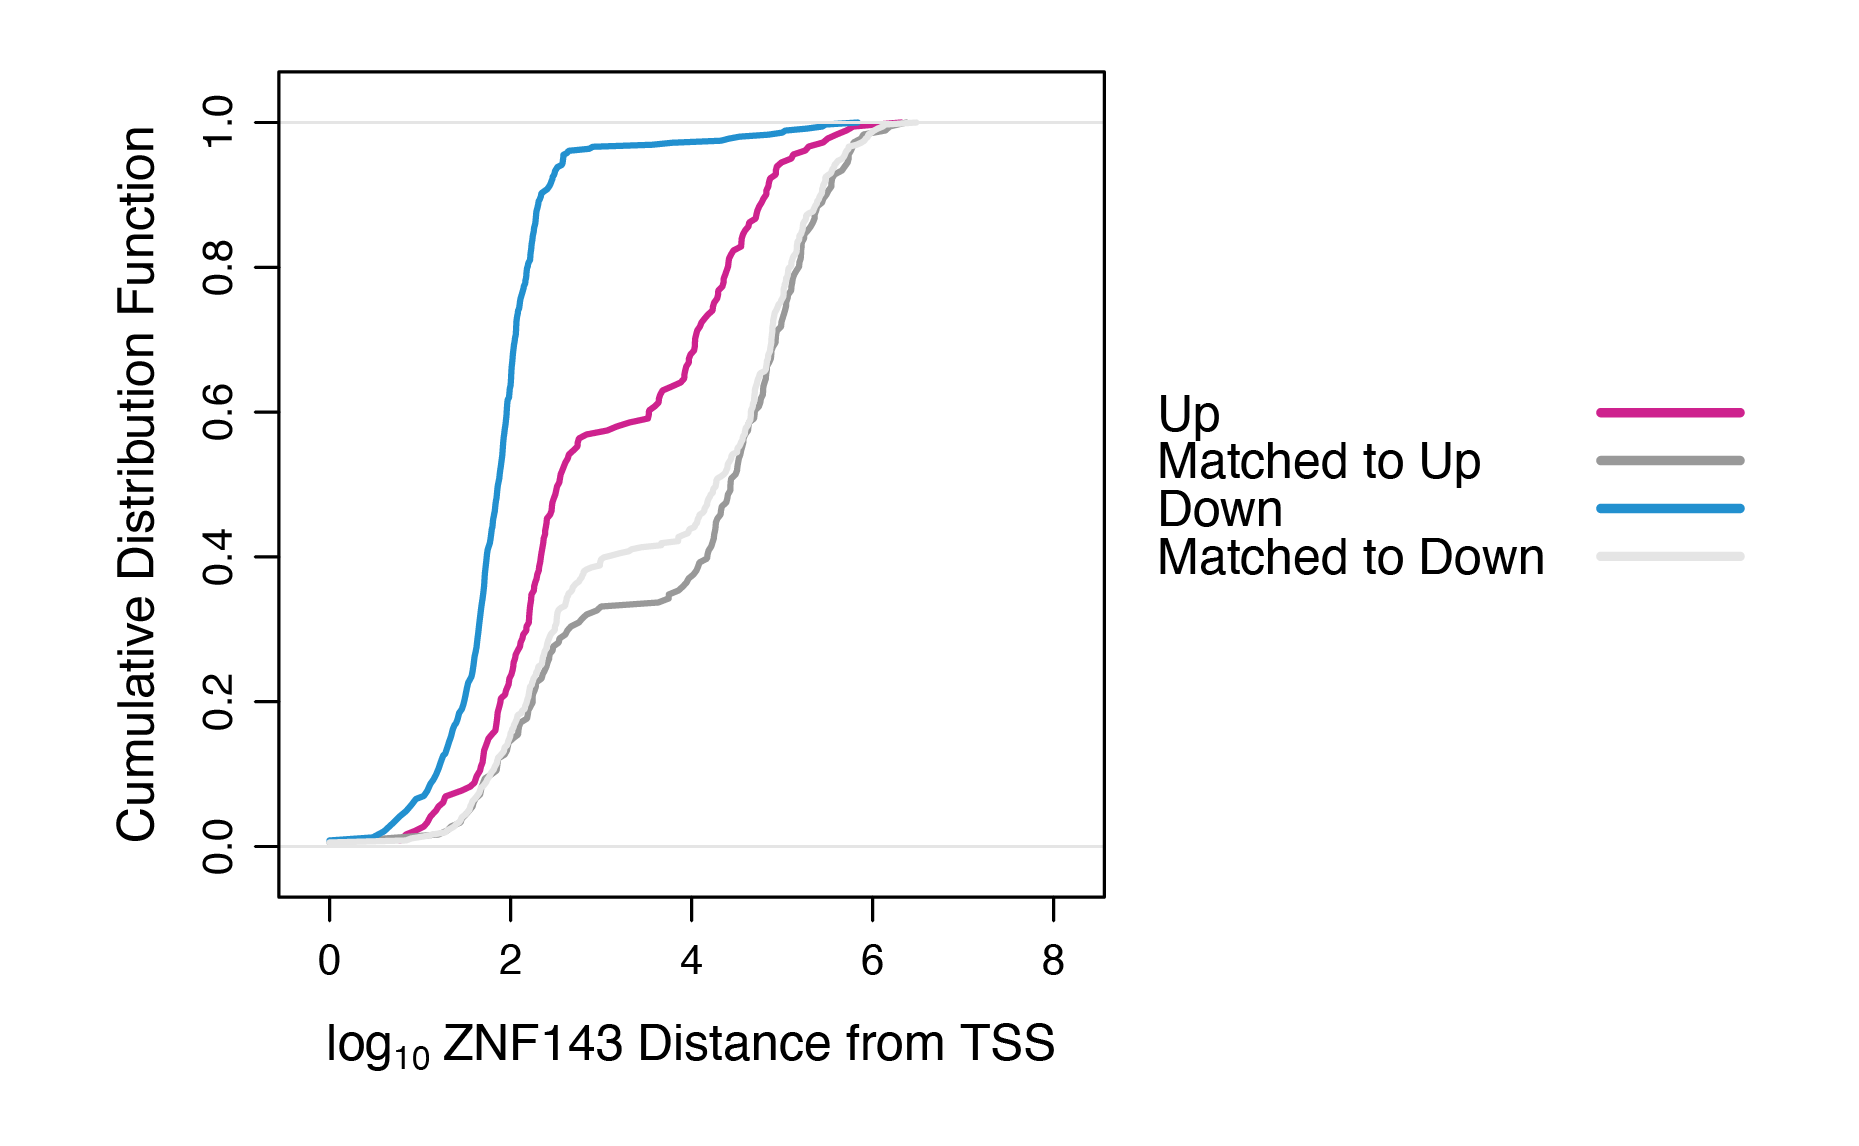 Cumulative Distribution Function
1.0
0.8
0.6
0.4
0.2
0.0
0 2 4 6 8
log₁₀ ZNF143 Distance from TSS
Up
Matched to Up
Down
Matched to Down